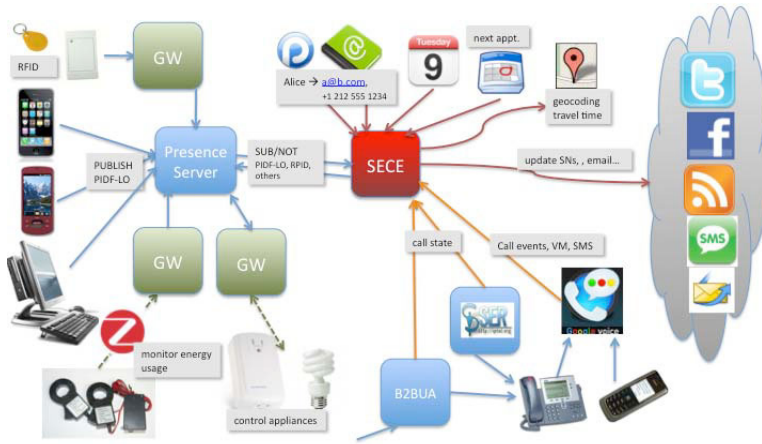 RFID
GW
Tuesday
9
next appt.
Alice → a@b.com,
+1 212 555 1234
geocoding
travel time
PUBLISH
PIDF-LO
Presence
Server
SUB/NOT
PIDF-LO, RPID,
others
SECE
update SNs, , email...
GW
GW
call state
Call events, VM, SMS
SMS
SER
Google voice
monitor energy
usage
control appliances
B2BUA